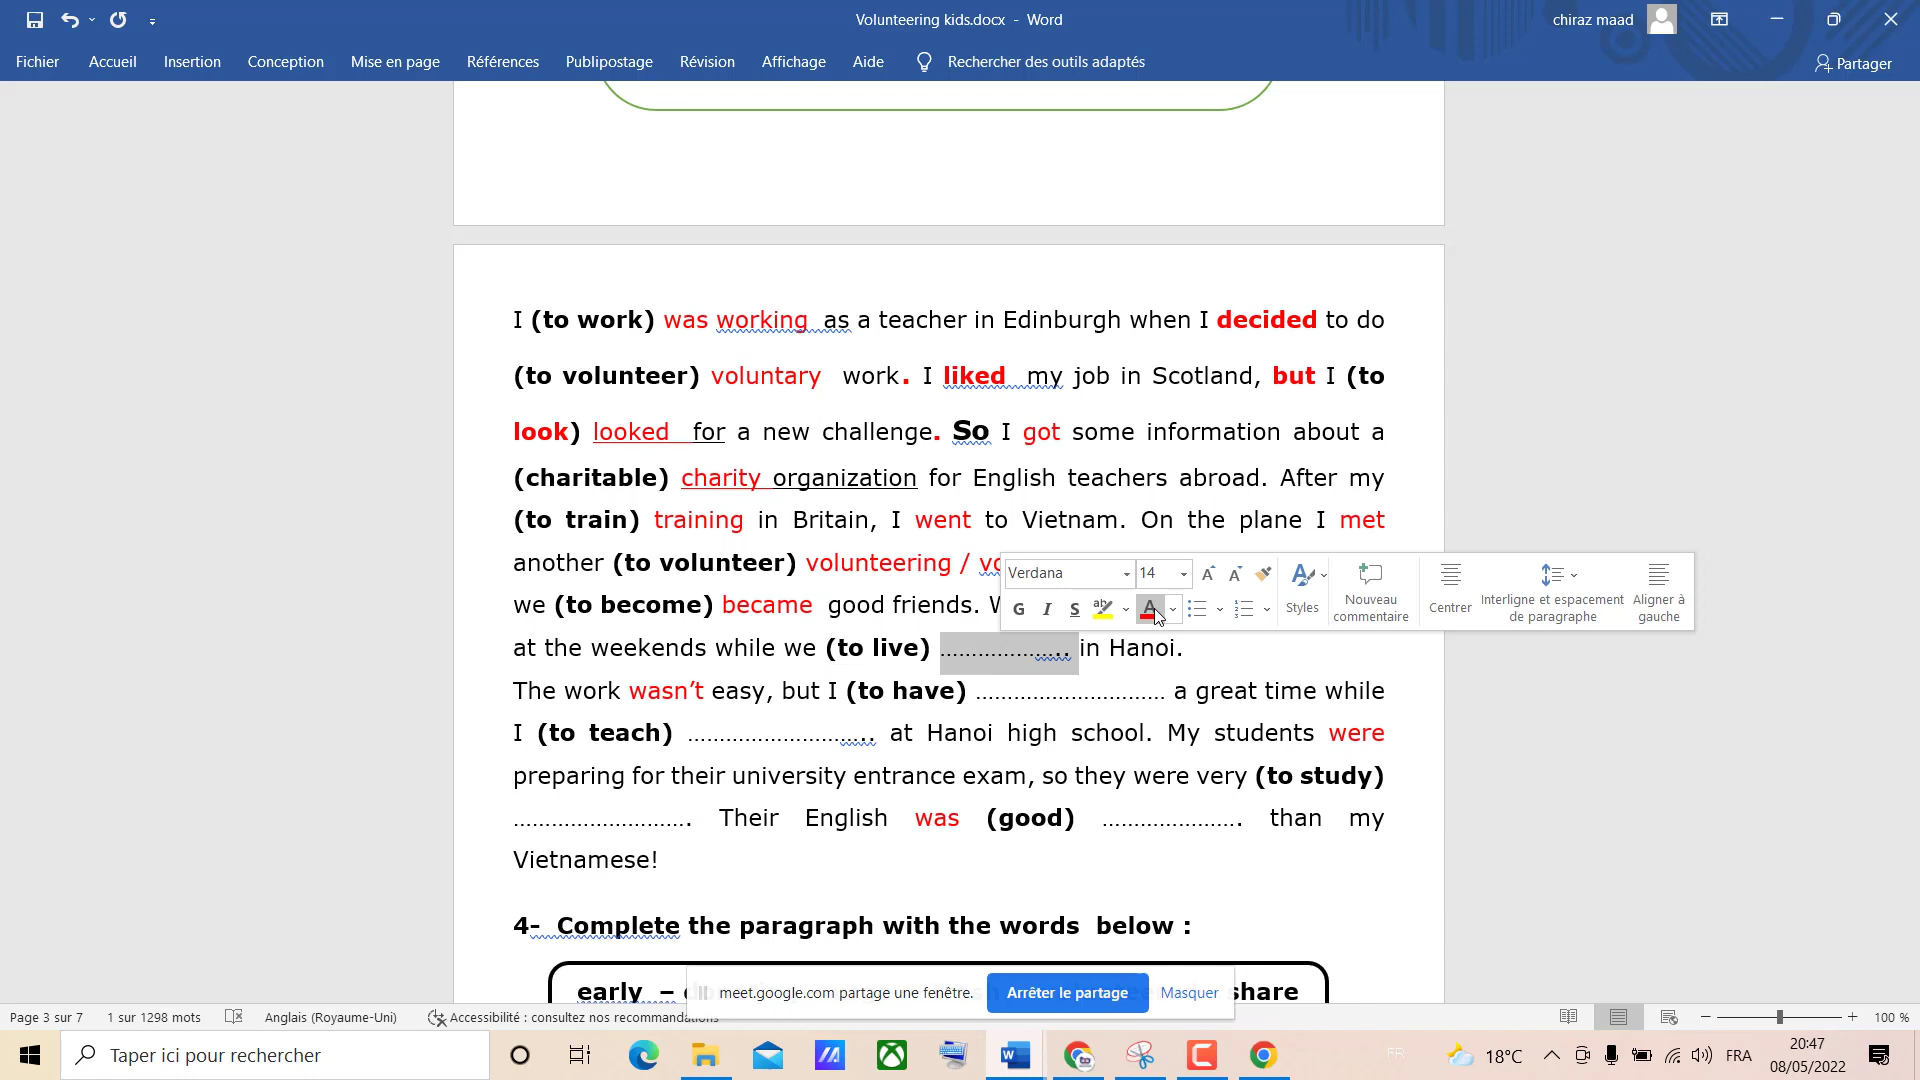 Volunteering kids.docx - Word
chiraz maad
Fichier Accueil Insertion Conception Mise en page Références Publipostage Révision Affichage Aide Rechercher des outils adaptés Partager
I (to work) was working as a teacher in Edinburgh when I decided to do
(to volunteer) voluntary work. I liked my job in Scotland, but I (to
look) looked for a new challenge. So I got some information about a
(charitable) charity organization for English teachers abroad. After my
(to train) training in Britain, I went to Vietnam. On the plane I met
another (to volunteer) volunteering /
we (to become) became good friends.
at the weekends while we (to live) ……………….. in Hanoi.
The work wasn't easy, but I (to have) ………………………… a great time while
I (to teach) ……………………….. at Hanoi high school. My students were
preparing for their university entrance exam, so they were very (to study)
………………………. Their English was (good) …………………. than my
Vietnamese!
Verdana 14
G I S
Styles
Nouveau commentaire
Centrer
Interligne et espacement de paragraphe
Aligner à gauche
4- Complete the paragraph with the words below :
early – share
meet.google.com partage une fenêtre. Arrêter le partage Masquer
Page 3 sur 7 1 sur 1298 mots Anglais (Royaume-Uni) Accessibilité : consultez nos recommandations 100 %
Taper ici pour rechercher
18°C FRA
20:47
08/05/2022